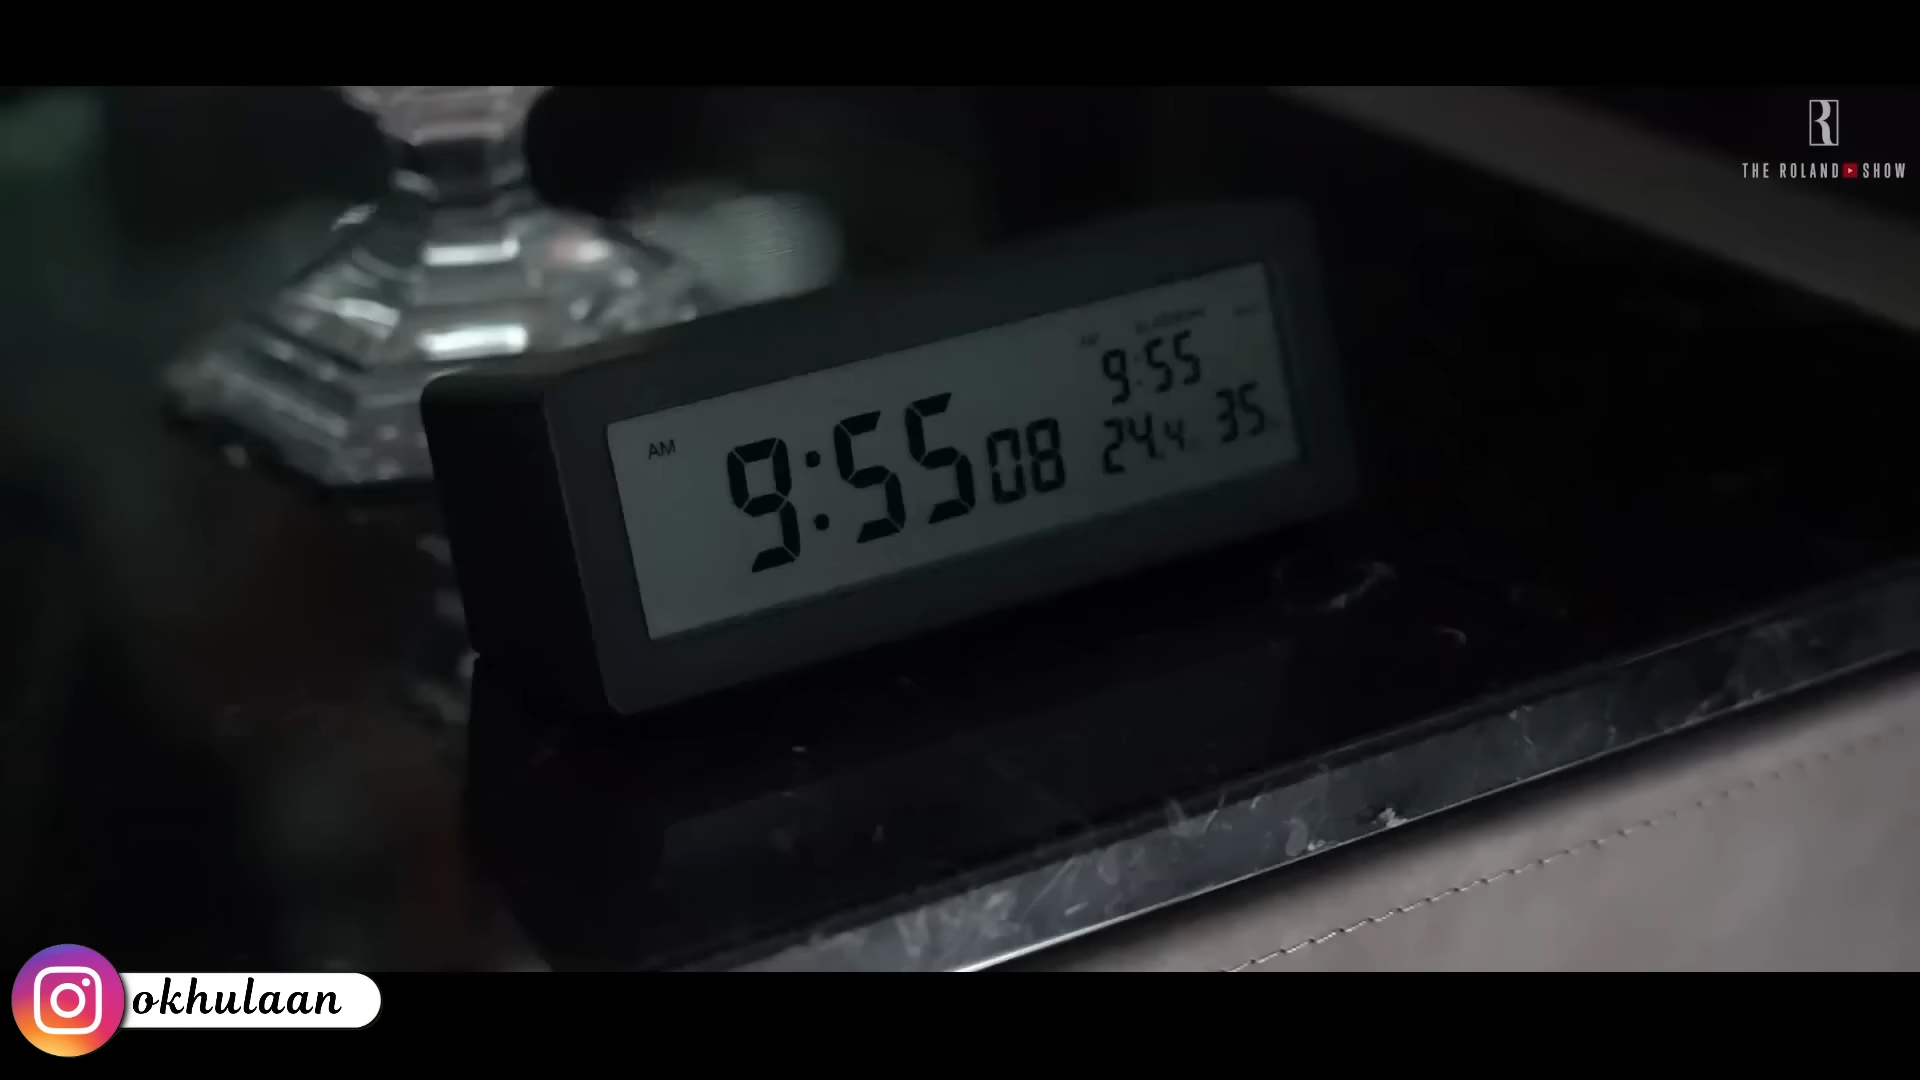 THE ROLAND SHOW
AM
9:55 08
9:55
24.4 35
okhulaan